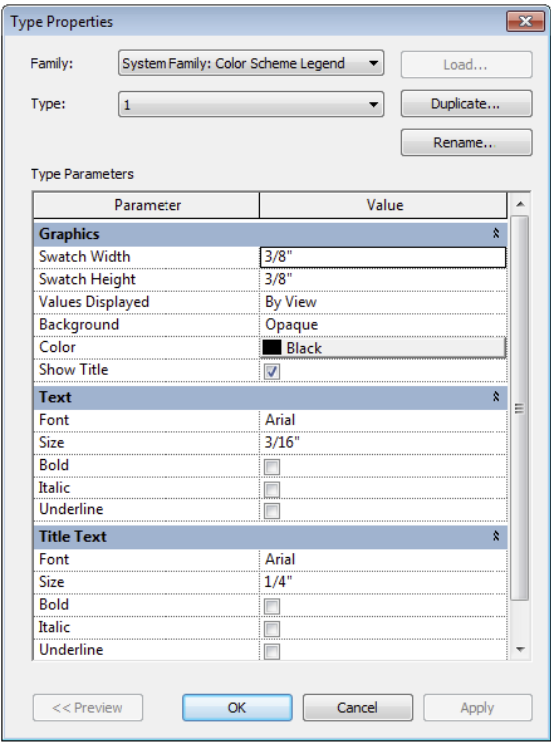 Type Properties
Family: System Family: Color Scheme Legend Load...
Type: 1 Duplicate...
Rename...
Type Parameters
Parameter Value
Graphics
Swatch Width 3/8"
Swatch Height 3/8"
Values Displayed By View
Background Opaque
Color Black
Show Title
Text
Font Arial
Size 3/16"
Bold
Italic
Underline
Title Text
Font Arial
Size 1/4"
Bold
Italic
Underline
<< Preview OK Cancel Apply